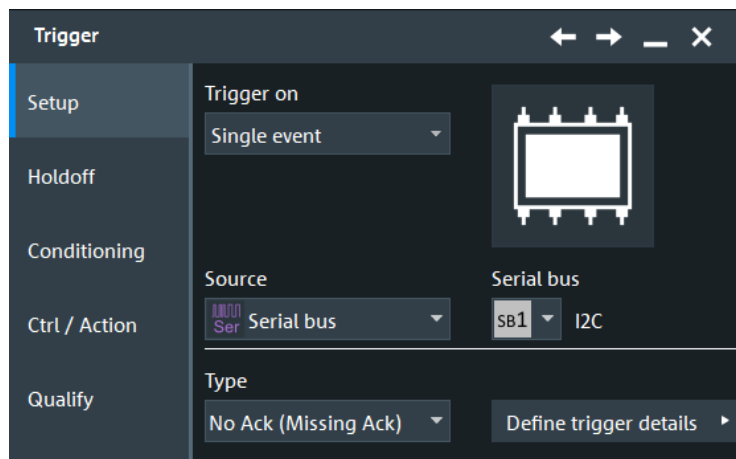 Trigger
Setup
Holdoff
Conditioning
Ctrl / Action
Qualify
Trigger on
Single event
Source
Serial bus
Ser Serial bus
SB1 I2C
Type
No Ack (Missing Ack)
Define trigger details